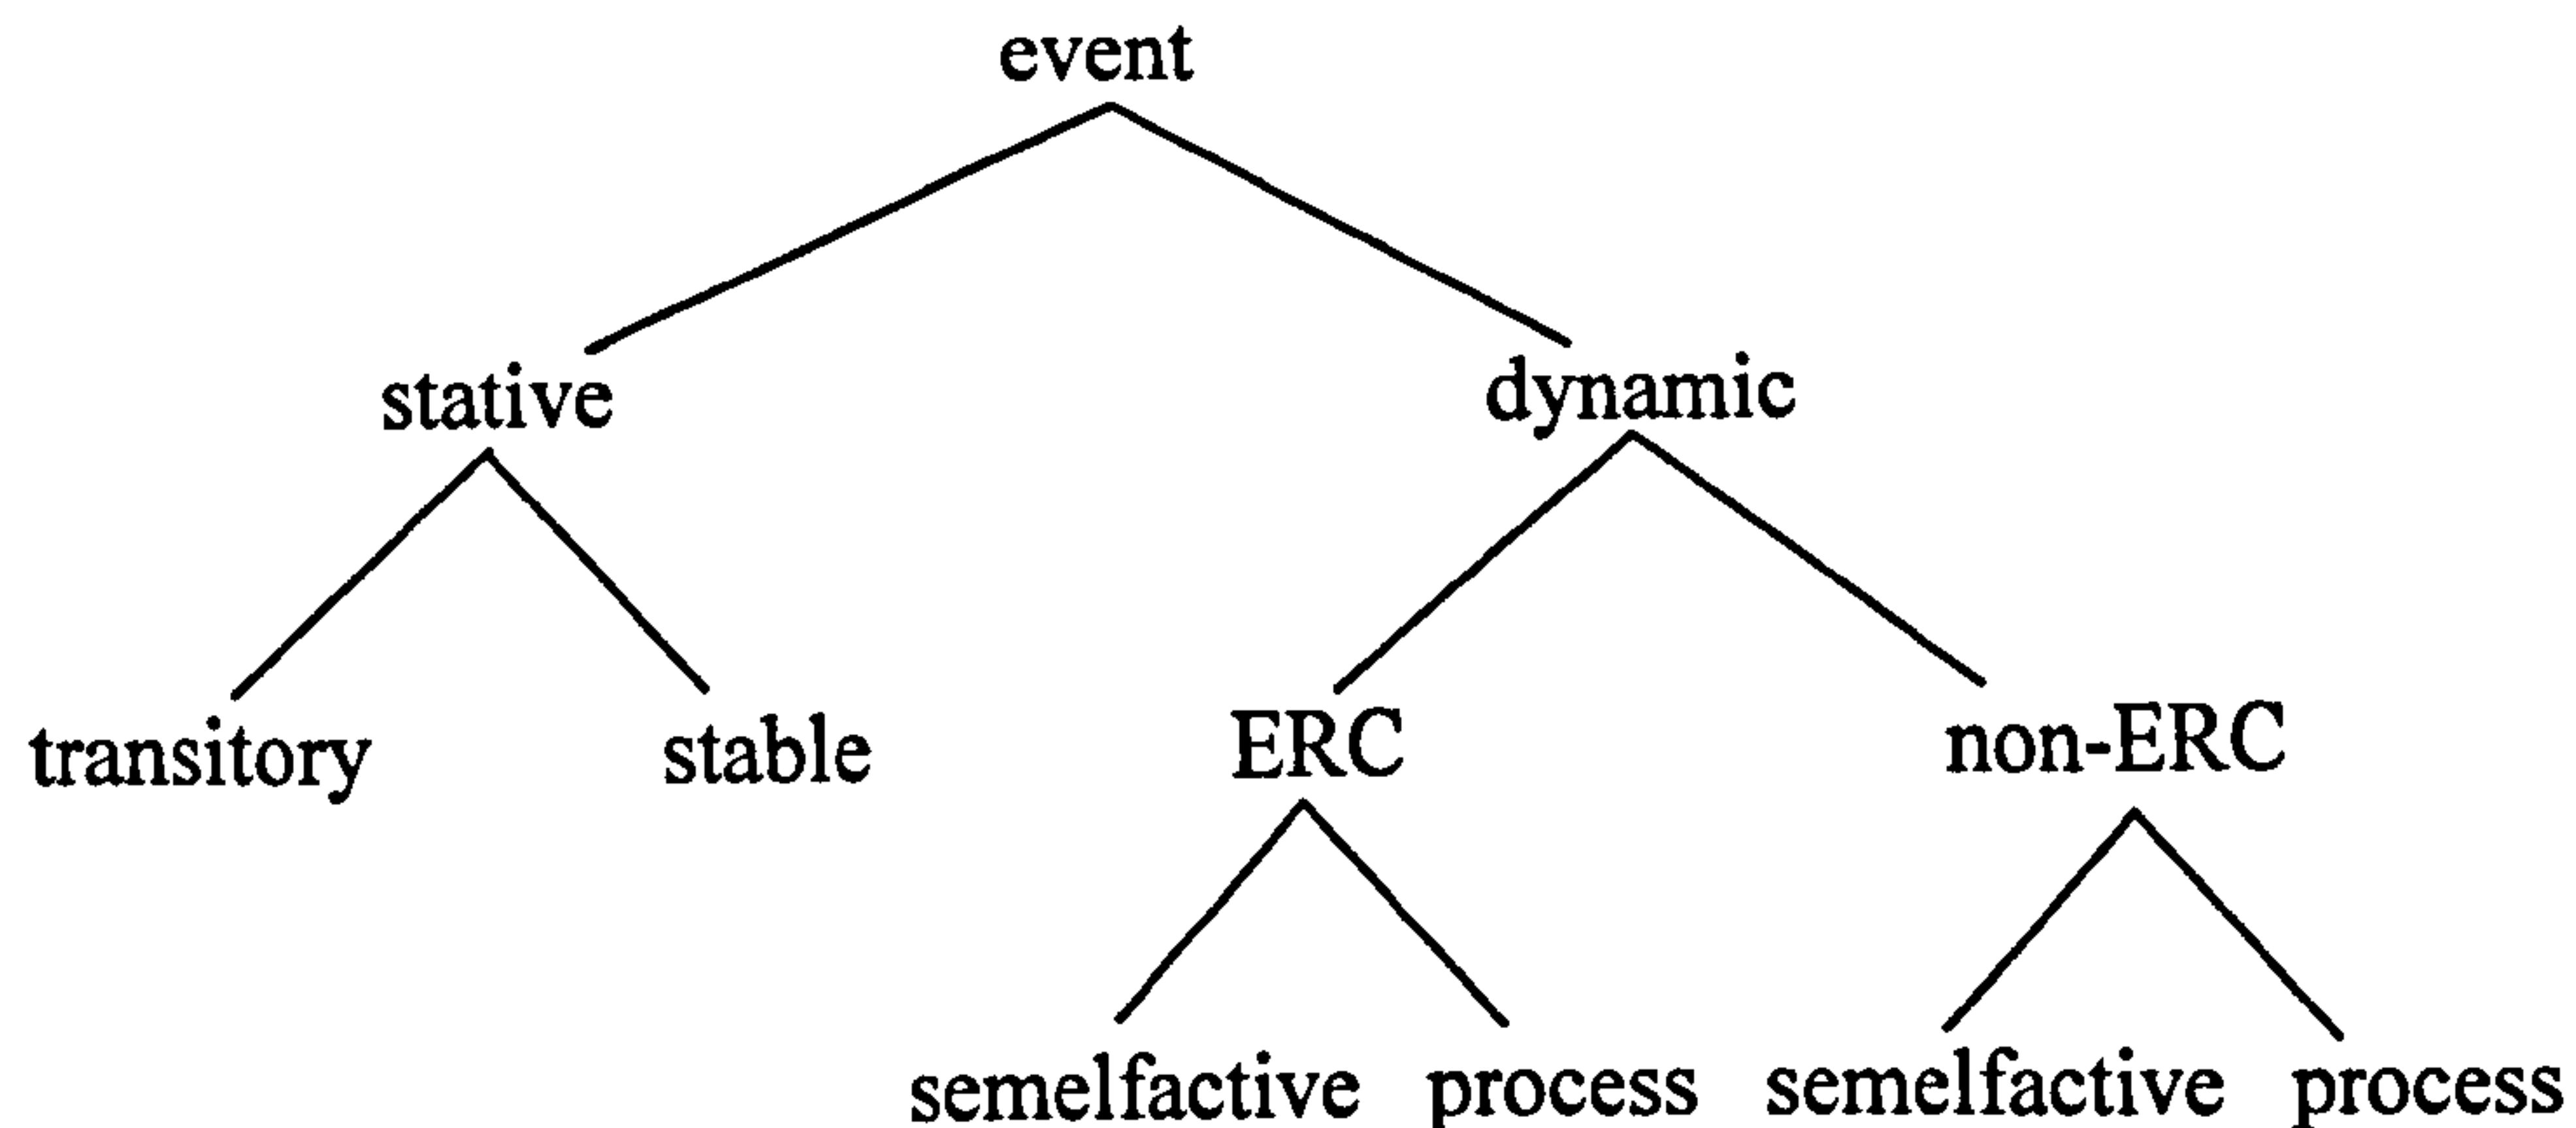 event
stative dynamic
transitory stable ERC non-ERC
semelfactive process semelfactive process